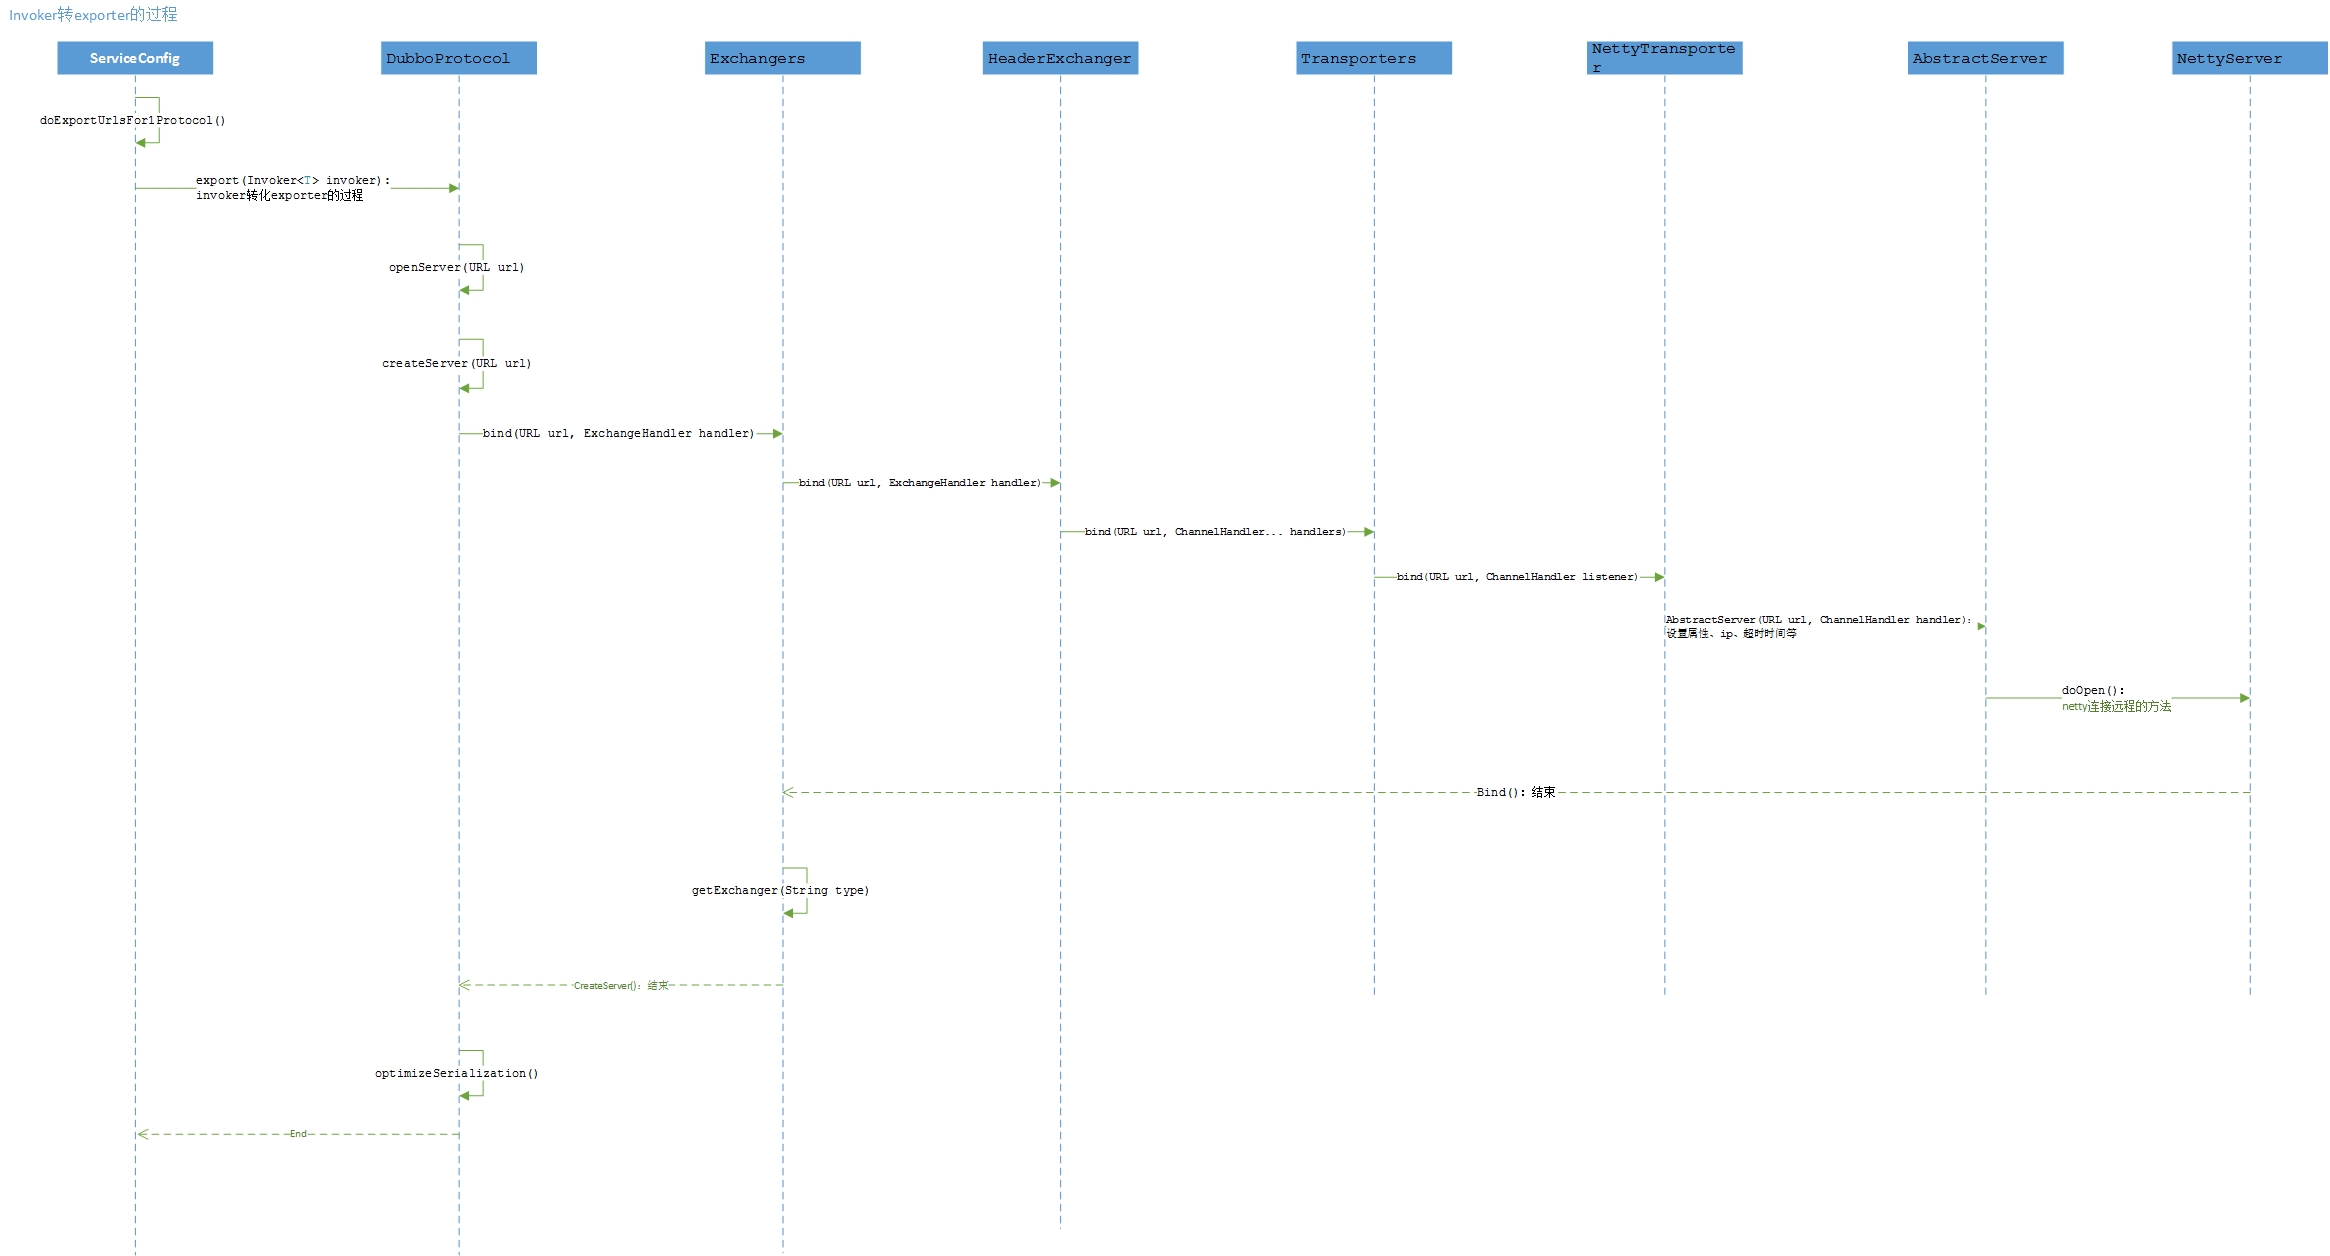 Invoker转exporter的过程
ServiceConfig
DubboProtocol
Exchangers
HeaderExchanger
Transporters
NettyTransporte
r
AbstractServer
NettyServer
doExportUrlsFor1Protocol()
export(Invoker<T> invoker):
invoker转化exporter的过程
openServer(URL url)
createServer(URL url)
bind(URL url, ExchangeHandler handler)
bind(URL url, ExchangeHandler handler)
bind(URL url, ChannelHandler... handlers)
bind(URL url, ChannelHandler listener)
AbstractServer(URL url, ChannelHandler handler):
设置属性、ip、超时时间等
doOpen():
netty连接远程的方法
Bind(): 结束
getExchanger(String type)
CreateServer(): 结束
optimizeSerialization()
End